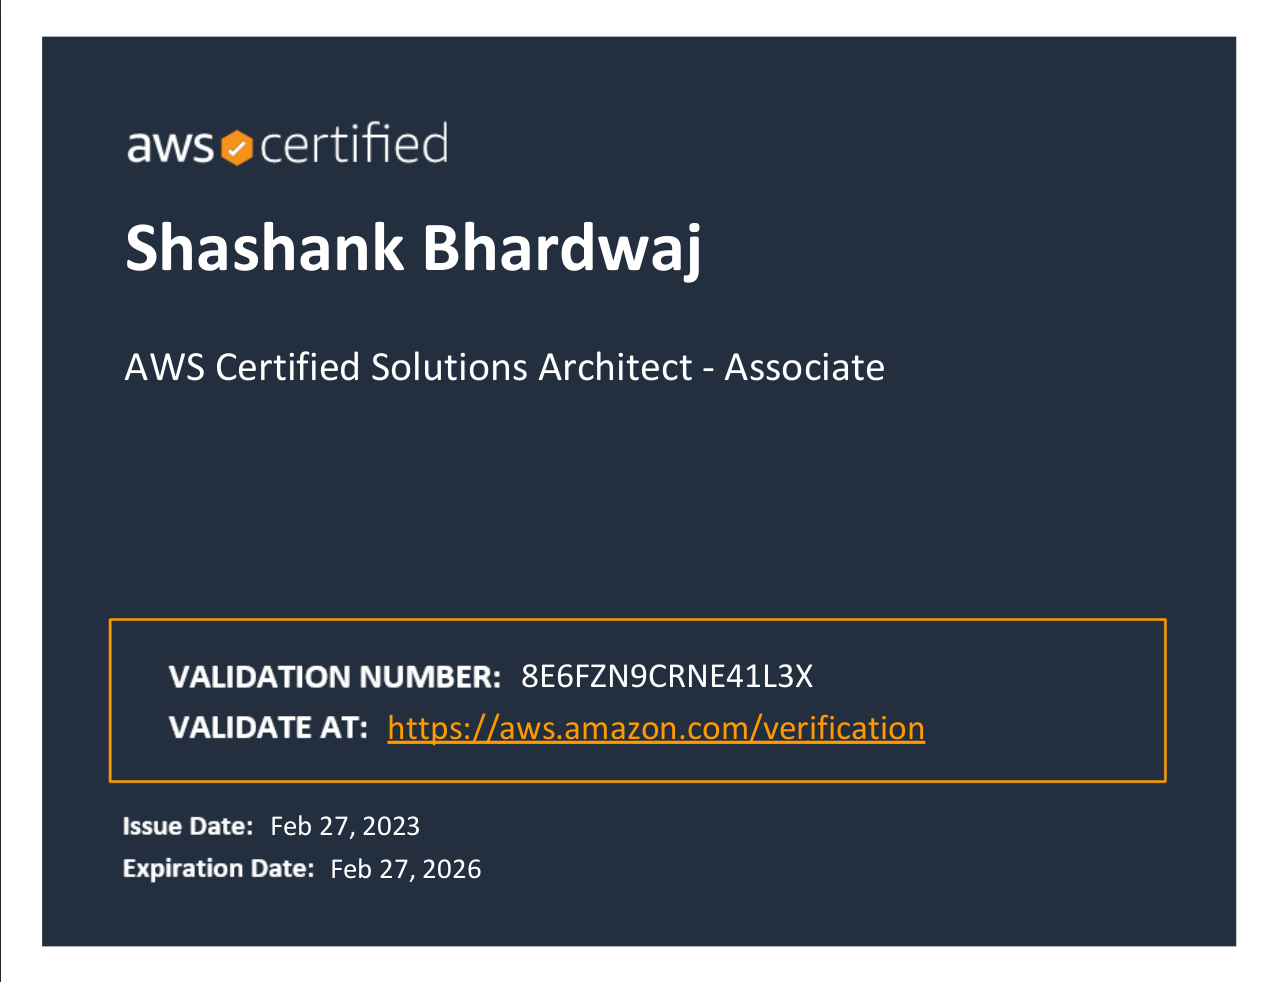 aws certified
Shashank Bhardwaj
AWS Certified Solutions Architect - Associate
VALIDATION NUMBER: 8E6FZN9CRNE41L3X
VALIDATE AT: https://aws.amazon.com/verification
Issue Date: Feb 27, 2023
Expiration Date: Feb 27, 2026